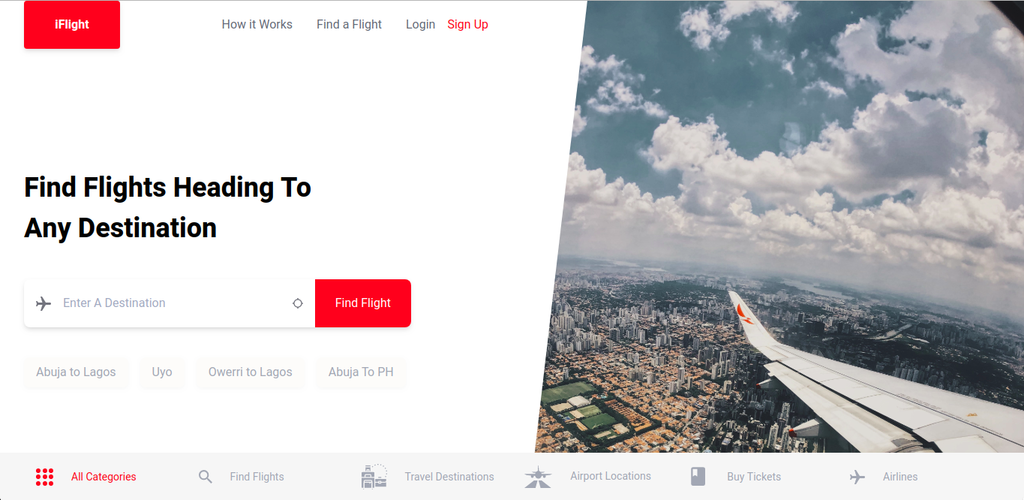 IFlight
How it Works
Find a Flight
Login
Sign Up
Find Flights Heading To
Any Destination
Enter A Destination
Find Flight
Abuja to Lagos
Uyo
Owerri to Lagos
Abuja To PH
All Categories
Find Flights
Travel Destinations
Airport Locations
Buy Tickets
Airlines